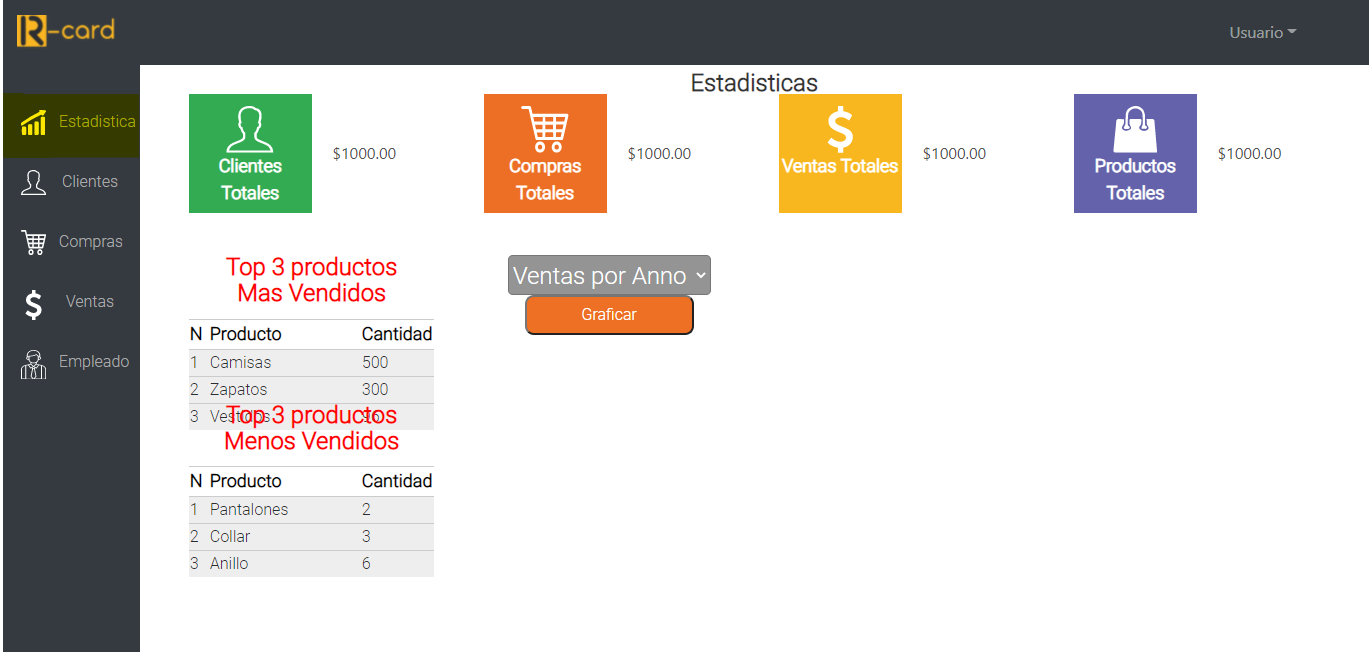 R-card
Usuario
Estadisticas
Estadistica
Clientes
Compras
Ventas
Empleado
Clientes
Totales
$1000.00
Compras
Totales
$1000.00
Ventas Totales
$1000.00
Productos
Totales
$1000.00
Top 3 productos
Mas Vendidos
N Producto Cantidad
1 Camisas 500
2 Zapatos 300
3 Vestidos
Top 3 productos
Menos Vendidos
N Producto Cantidad
1 Pantalones 2
2 Collar 3
3 Anillo 6
Ventas por Anno
Graficar